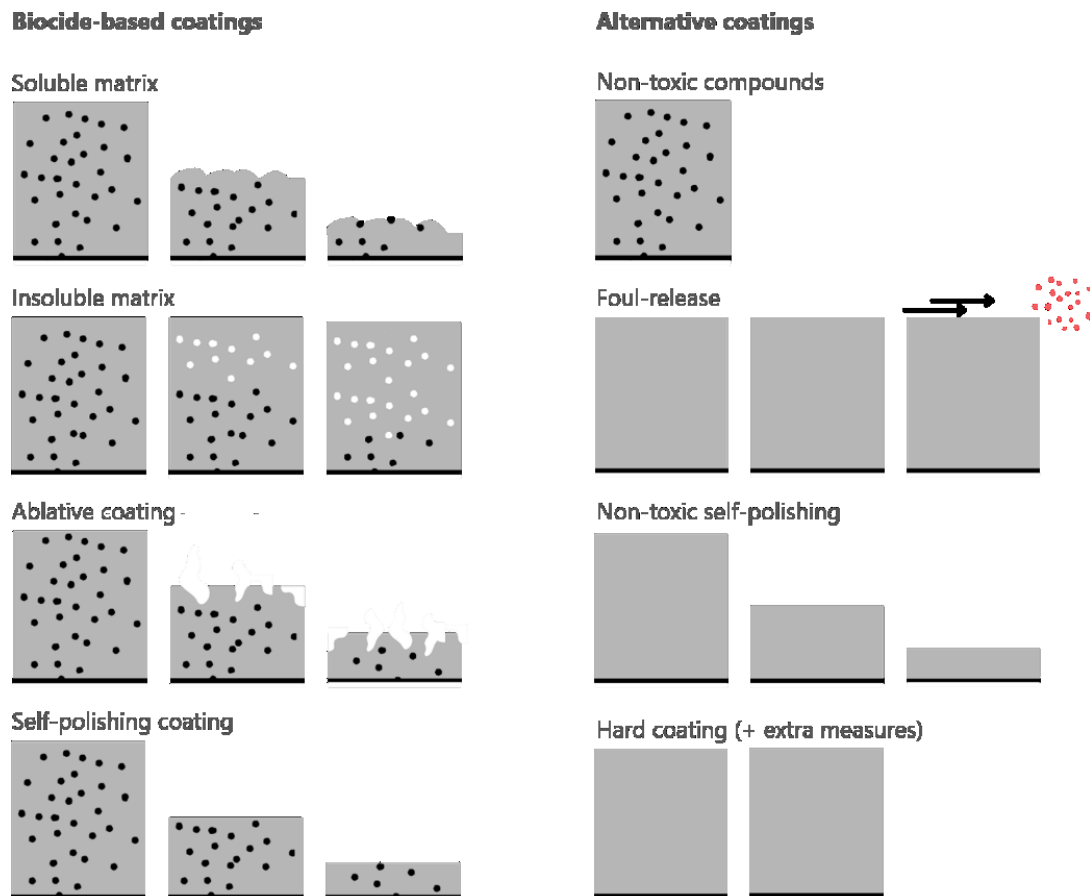 Biocide-based coatings
Soluble matrix
Insoluble matrix
Ablative coating
Self-polishing coating
Alternative coatings
Non-toxic compounds
Foul-release
Non-toxic self-polishing
Hard coating (+ extra measures)